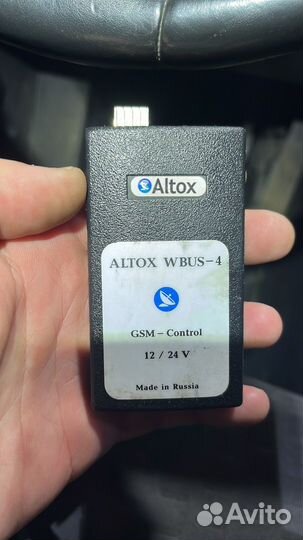 Altox
ALTOX WBUS-4
GSM - Control
12 / 24 V
Made in Russia
Avito